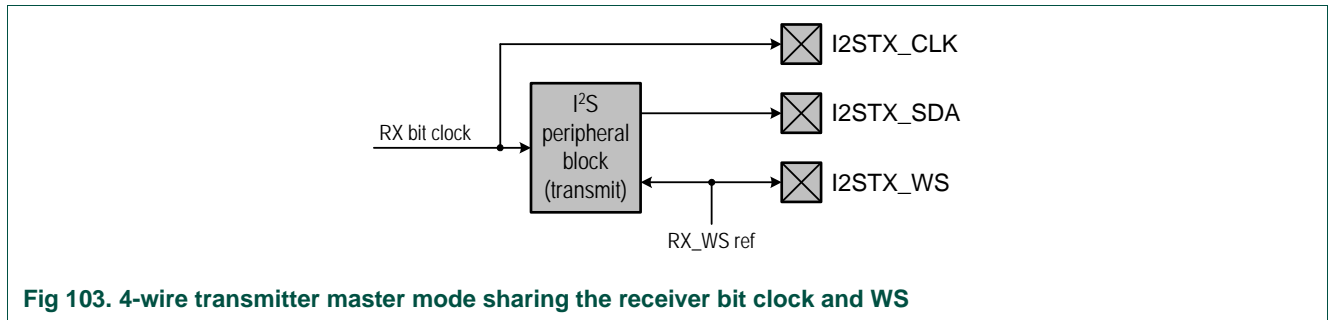 I2STX_CLK
I²S
peripheral
block
(transmit)
I2STX_SDA
RX bit clock
I2STX_WS
RX_WS ref
Fig 103. 4-wire transmitter master mode sharing the receiver bit clock and WS